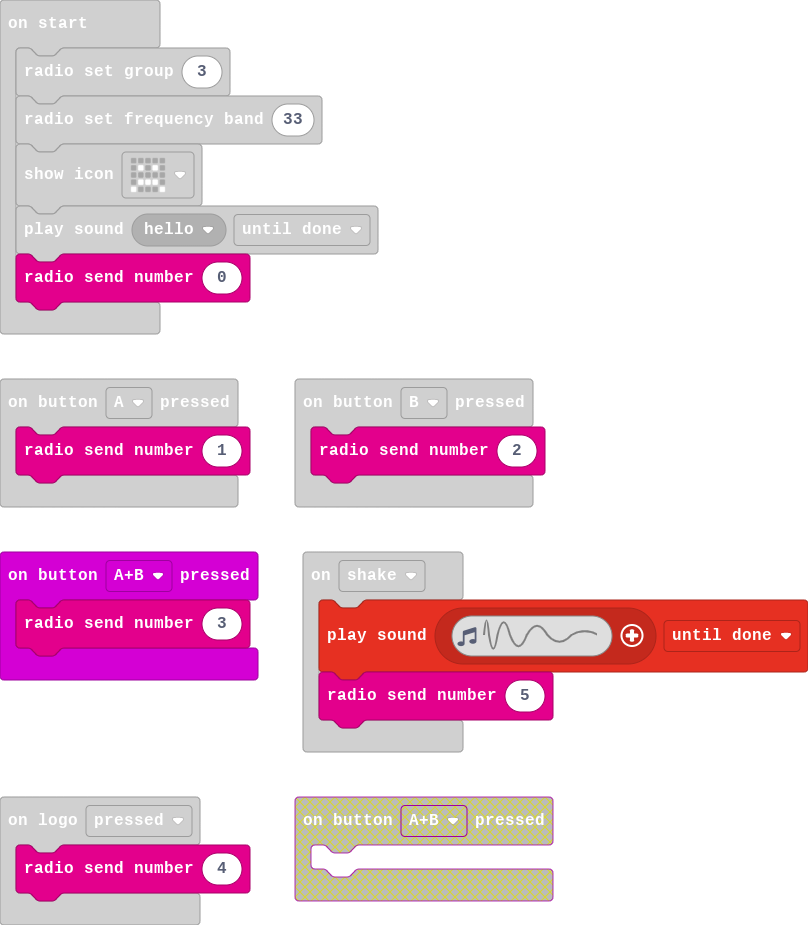 on start
radio set group 3
radio set frequency band 33
show icon
play sound hello until done
radio send number 0
on button A pressed
radio send number 1
on button B pressed
radio send number 2
on button A+B pressed
radio send number 3
on shake
play sound until done
radio send number 5
on logo pressed
radio send number 4
on button A+B pressed